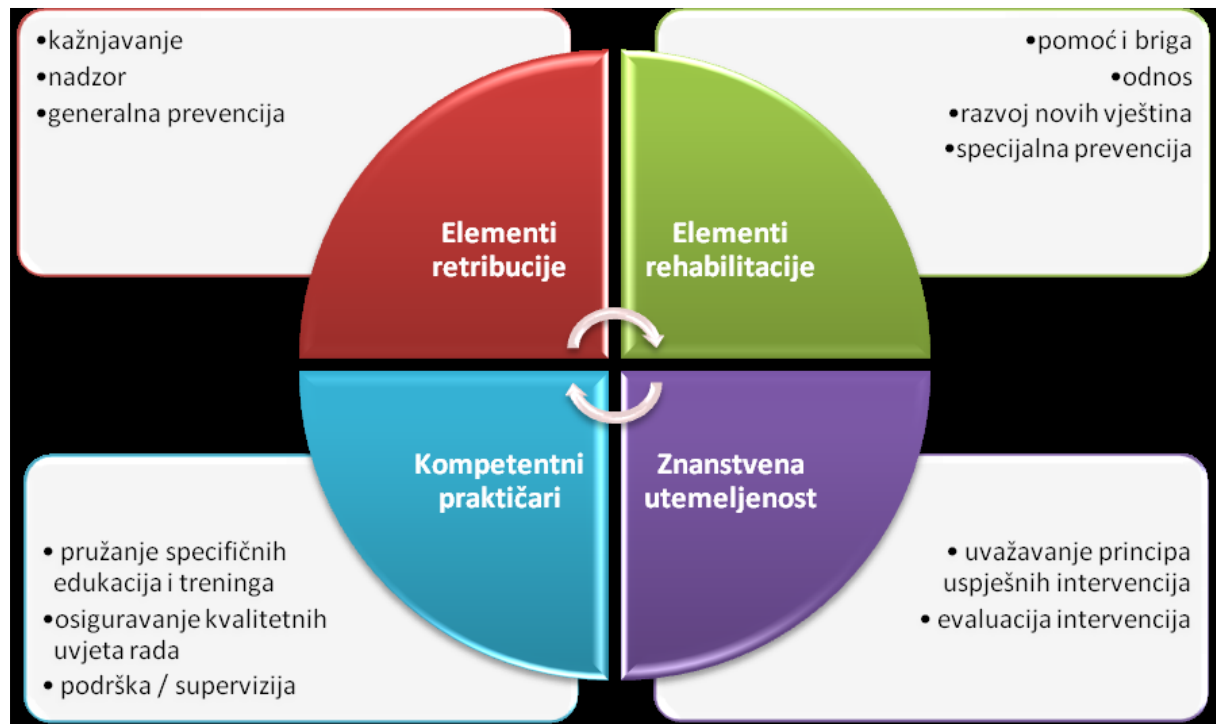 •kažnjavanje
•nadzor
•generalna prevencija
•pomoć i briga
•odnos
•razvoj novih vještina
•specijalna prevencija
Elementi
retribucije
Elementi
rehabilitacije
Kompetentni
praktičari
Znanstvena
utemeljenost
• pružanje specifičnih
edukacija i treninga
•osiguravanje kvalitetnih
uvjeta rada
• podrška / supervizija
• uvažavanje principa
uspješnih intervencija
• evaluacija intervencija